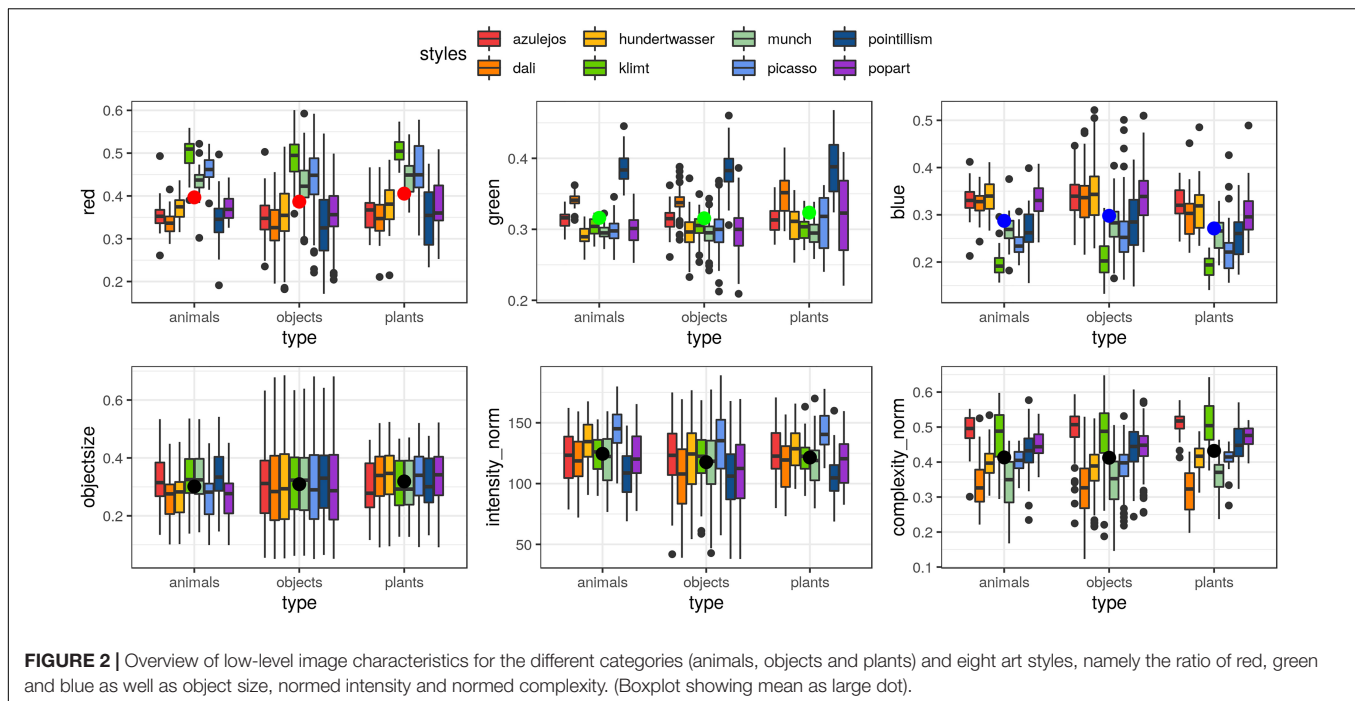 styles
azulejos hundertwasser munch pointillism
dali klimt picasso popart
red
0.6
0.5
0.4
0.3
0.2
animals objects plants
type
green
0.4
0.3
0.2
animals objects plants
type
blue
0.5
0.4
0.3
0.2
animals objects plants
type
objectsize
0.6
0.4
0.2
animals objects plants
type
intensity_norm
150
100
50
animals objects plants
type
complexity_norm
0.6
0.5
0.4
0.3
0.2
0.1
animals objects plants
type
FIGURE 2 | Overview of low-level image characteristics for the different categories (animals, objects and plants) and eight art styles, namely the ratio of red, green
and blue as well as object size, normed intensity and normed complexity. (Boxplot showing mean as large dot).